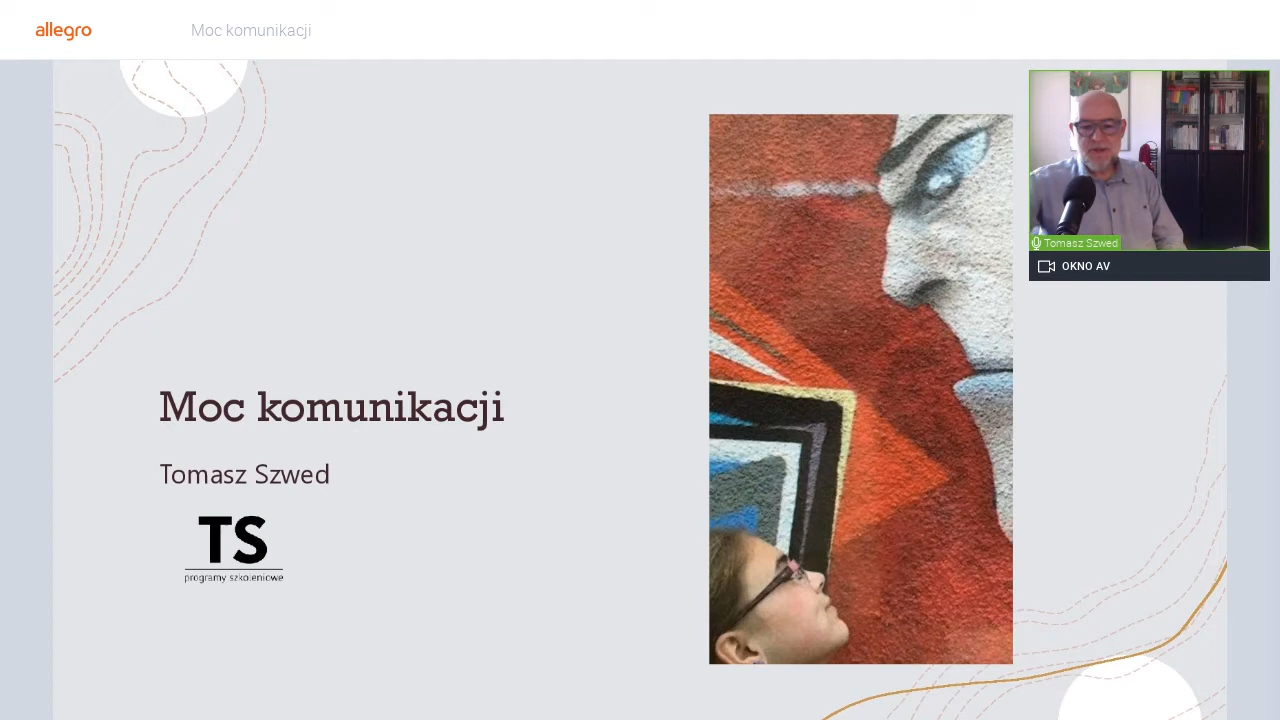 allegro
Moc komunikacji
Tomasz Szwed
OKNO AV
Moc komunikacji
Tomasz Szwed
TS
programy szkoleniowe